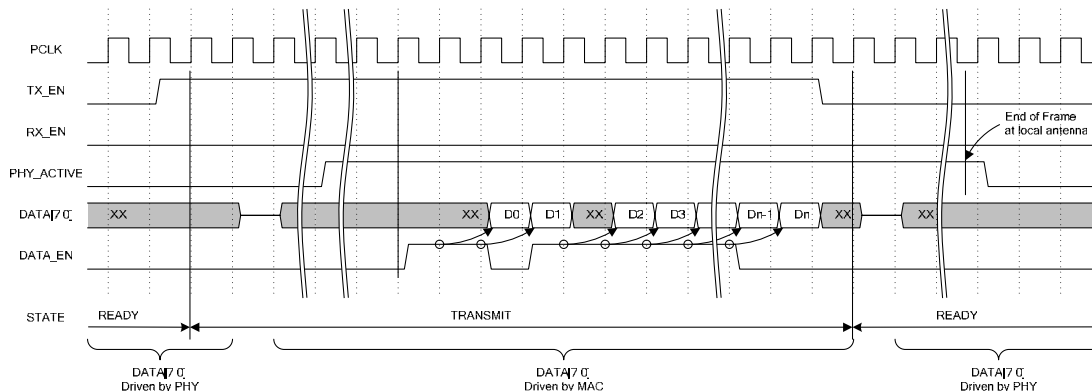 PCLK
TX_EN
RX_EN
End of Frame
at local antenna
PHY_ACTIVE
DATA[7 0] XX XX D0 D1 XX D2 D3 Dn-1 Dn XX XX
DATA_EN
STATE READY TRANSMIT READY
DATA[7 0]
Driven by PHY
DATA[7 0]
Driven by MAC
DATA[7 0]
Driven by PHY